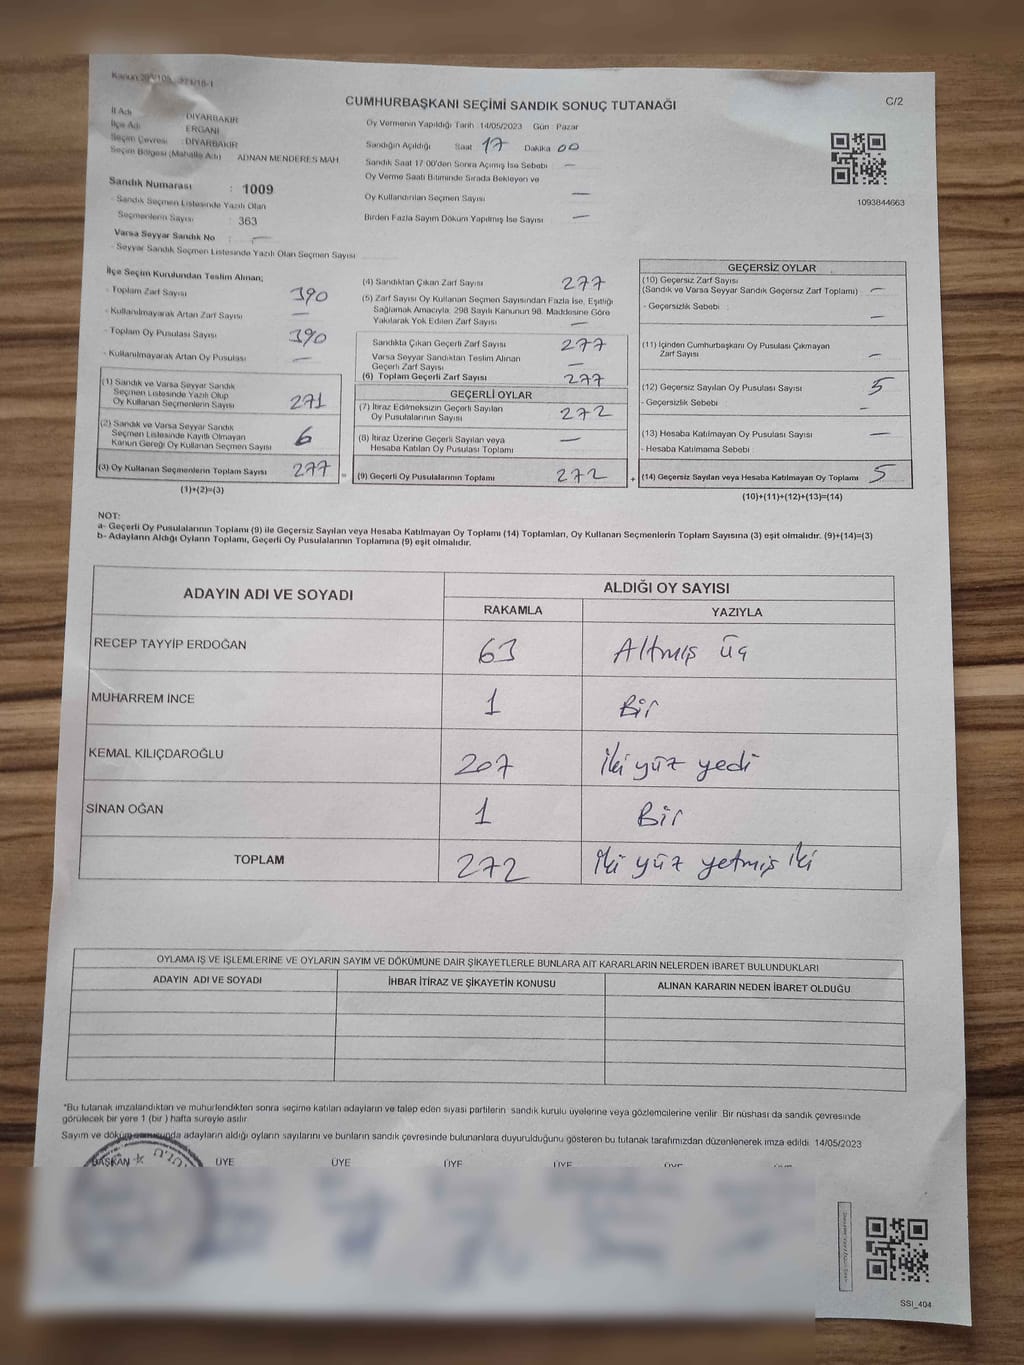 Kanun 298/105, 271/16-1
CUMHURBAŞKANI SEÇİMİ SANDIK SONUÇ TUTANAĞI
C/2
İl Adı : DİYARBAKIR
İlçe Adı : ERGANİ
Seçim Çevresi : DİYARBAKIR
Seçim Bölgesi (Mahalle Adı) ADNAN MENDERES MAH
Sandık Numarası : 1009
- Sandık Seçmen Listesinde Yazılı Olan
Seçmenlerin Sayısı : 363
Varsa Seyyar Sandık No : —
- Seyyar Sandık Seçmen Listesinde Yazılı Olan Seçmen Sayısı
Oy Vermenin Yapıldığı Tarih 14/05/2023 Gün : Pazar
Sandığın Açıldığı Saat 17 Dakika 00
Sandık Saat 17:00'den Sonra Açımış İse Sebebi —
Oy Verme Saati Bitiminde Sırada Bekleyen ve
Oy Kullandırılan Seçmen Sayısı —
Birden Fazla Sayım Döküm Yapılmış İse Sayısı —
1093844663
İlçe Seçim Kurulundan Teslim Alınan;
- Toplam Zarf Sayısı 390
- Kullanılmayarak Artan Zarf Sayısı —
- Toplam Oy Pusulası Sayısı 390
- Kullanılmayarak Artan Oy Pusulası —
(1) Sandık ve Varsa Seyyar Sandık
Seçmen Listesinde Yazılı Olup
Oy Kullanan Seçmenlerin Sayısı 271
(2) Sandık ve Varsa Seyyar Sandık
Seçmen Listesinde Kayıtlı Olmayan
Kanun Gereği Oy Kullanan Seçmen Sayısı 6
(3) Oy Kullanan Seçmenlerin Toplam Sayısı 277
(1)+(2)=(3)
(4) Sandıktan Çıkan Zarf Sayısı 277
(5) Zarf Sayısı Oy Kullanan Seçmen Sayısından Fazla İse, Eşitliği
Sağlamak Amacıyla, 298 Sayılı Kanunun 98. Maddesine Göre
Yakılarak Yok Edilen Zarf Sayısı —
Sandıkta Çıkan Geçerli Zarf Sayısı 277
Varsa Seyyar Sandıktan Teslim Alınan
Geçerli Zarf Sayısı —
(6) Toplam Geçerli Zarf Sayısı 277
GEÇERLİ OYLAR
(7) İtiraz Edilmeksizin Geçerli Sayılan
Oy Pusulalarının Sayısı 272
(8) İtiraz Üzerine Geçerli Sayılan veya
Hesaba Katılan Oy Pusulası Toplamı —
= (9) Geçerli Oy Pusulalarının Toplamı 272
GEÇERSİZ OYLAR
(10) Geçersiz Zarf Sayısı
(Sandık ve Varsa Seyyar Sandık Geçersiz Zarf Toplamı) —
- Geçersizlik Sebebi : —
(11) İçinden Cumhurbaşkanı Oy Pusulası Çıkmayan
Zarf Sayısı —
(12) Geçersiz Sayılan Oy Pusulası Sayısı 5
- Geçersizlik Sebebi : —
(13) Hesaba Katılmayan Oy Pusulası Sayısı —
- Hesaba Katılmama Sebebi :
+ (14) Geçersiz Sayılan veya Hesaba Katılmayan Oy Toplamı 5
(10)+(11)+(12)+(13)=(14)
NOT:
a- Geçerli Oy Pusulalarının Toplamı (9) ile Geçersiz Sayılan veya Hesaba Katılmayan Oy Toplamı (14) Toplamları, Oy Kullanan Seçmenlerin Toplam Sayısına (3) eşit olmalıdır. (9)+(14)=(3)
b- Adayların Aldığı Oyların Toplamı, Geçerli Oy Pusulalarının Toplamına (9) eşit olmalıdır.
ADAYIN ADI VE SOYADI ALDIĞI OY SAYISI
RAKAMLA YAZIYLA
RECEP TAYYİP ERDOĞAN 63 Altmış üç
MUHARREM İNCE 1 Bir
KEMAL KILIÇDAROĞLU 207 İki yüz yedi
SİNAN OĞAN 1 Bir
TOPLAM 272 İki yüz yetmiş iki
OYLAMA İŞ VE İŞLEMLERİNE VE OYLARIN SAYIM VE DÖKÜMÜNE DAİR ŞİKAYETLERLE BUNLARA AİT KARARLARIN NELERDEN İBARET BULUNDUKLARI
ADAYIN ADI VE SOYADI İHBAR İTİRAZ VE ŞİKAYETİN KONUSU ALINAN KARARIN NEDEN İBARET OLDUĞU
*Bu tutanak imzalandıktan ve mühürlendikten sonra seçime katılan adayların ve talep eden siyasi partilerin sandık kurulu üyelerine veya gözlemcilerine verilir. Bir nüshası da sandık çevresinde
görülecek bir yere 1 (bir) hafta süreyle asılır.
Sayım ve döküm sonucunda adayların aldığı oyların sayılarını ve bunların sandık çevresinde bulunanlara duyurulduğunu gösteren bu tutanak tarafımızdan düzenlenerek imza edildi. 14/05/2023
BAŞKAN ÜYE ÜYE ÜYE ÜYE ÜYE
SSI_404